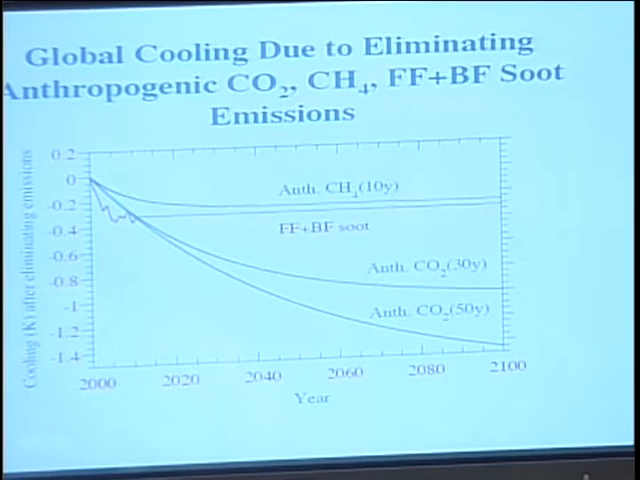 Global Cooling Due to Eliminating
Anthropogenic CO₂, CH₄, FF+BF Soot
Emissions
Cooling (K) after eliminating emissions
0.2
0
-0.2
-0.4
-0.6
-0.8
-1
-1.2
-1.4
Anth. CH₄(10y)
FF+BF soot
Anth. CO₂(30y)
Anth. CO₂(50y)
2000 2020 2040 2060 2080 2100
Year